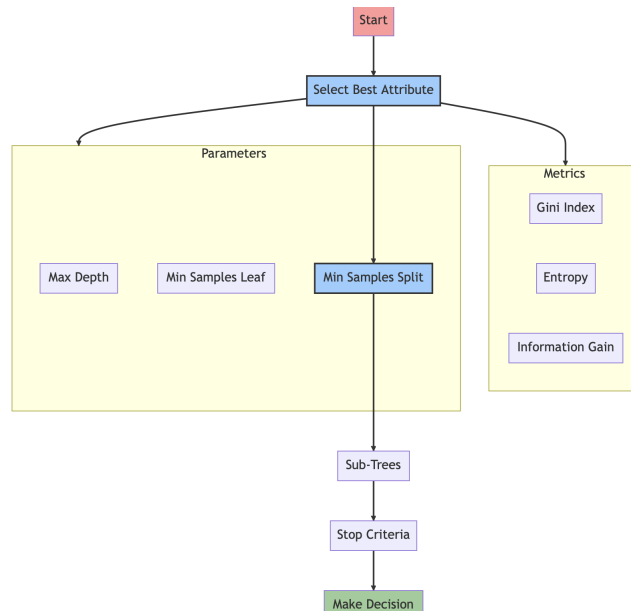 Start
Select Best Attribute
Parameters
Metrics
Gini Index
Max Depth
Min Samples Leaf
Min Samples Split
Entropy
Information Gain
Sub-Trees
Stop Criteria
Make Decision